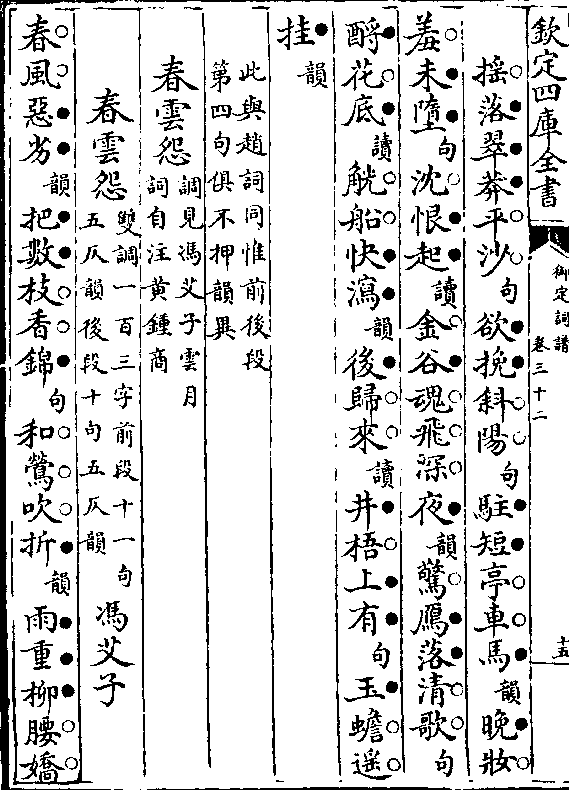 欽定四庫全書
御定詞譜
卷三十二
十五
摇落翠莽平沙句欲挽斜陽句駐短亭車馬韻晚妝
羞未墮句沈恨起讀金谷魂飛深夜韻驚鴈落清歌句
酹花底讀觥船快瀉韻後歸來讀井梧上有句玉蟾遥
挂韻
此與趙詞同惟前後段
第四句俱不押韻異
春雲怨
調見馮艾子雲月
詞自注黄鍾商
春雲怨
雙調一百三字前段十一句
五仄韻後段十句五仄韻
馮艾子
春風惡劣韻把數枝香錦句和鶯吹折韻雨重柳腰嬌